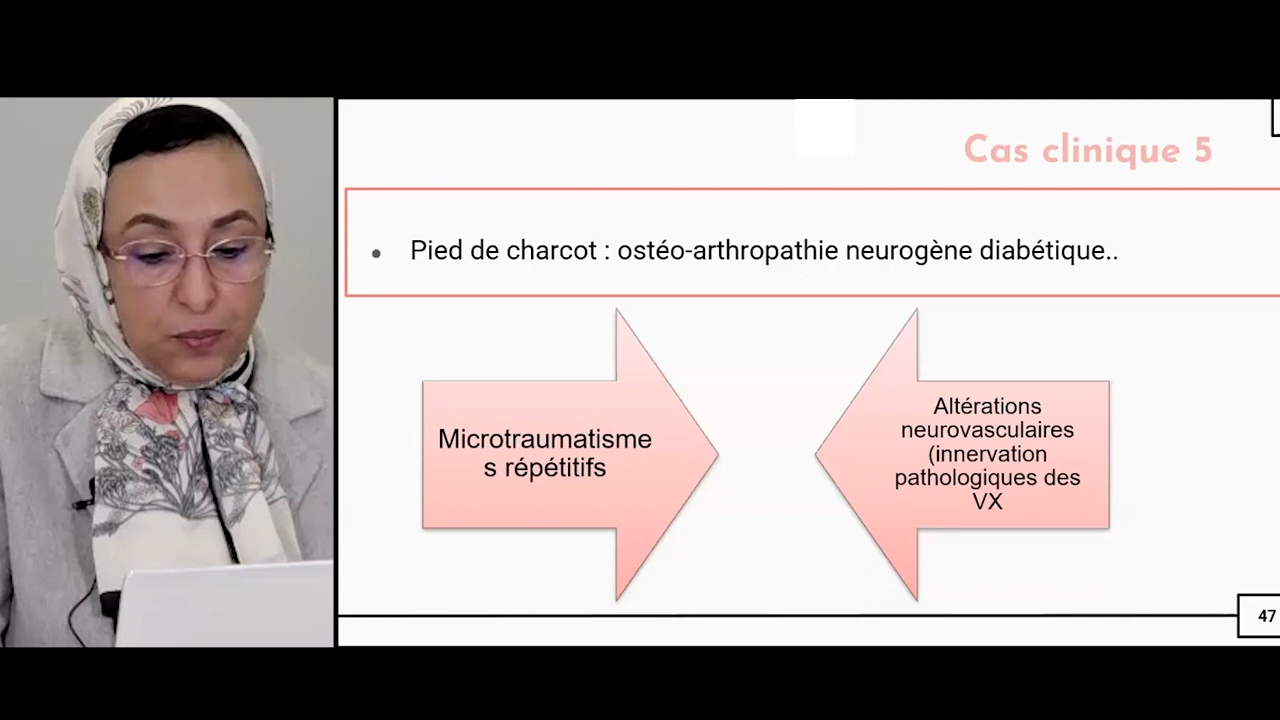 Cas clinique 5
• Pied de charcot : ostéo-arthropathie neurogène diabétique..
Microtraumatisme
s répétitifs
Altérations
neurovasculaires
(innervation
pathologiques des
VX
47